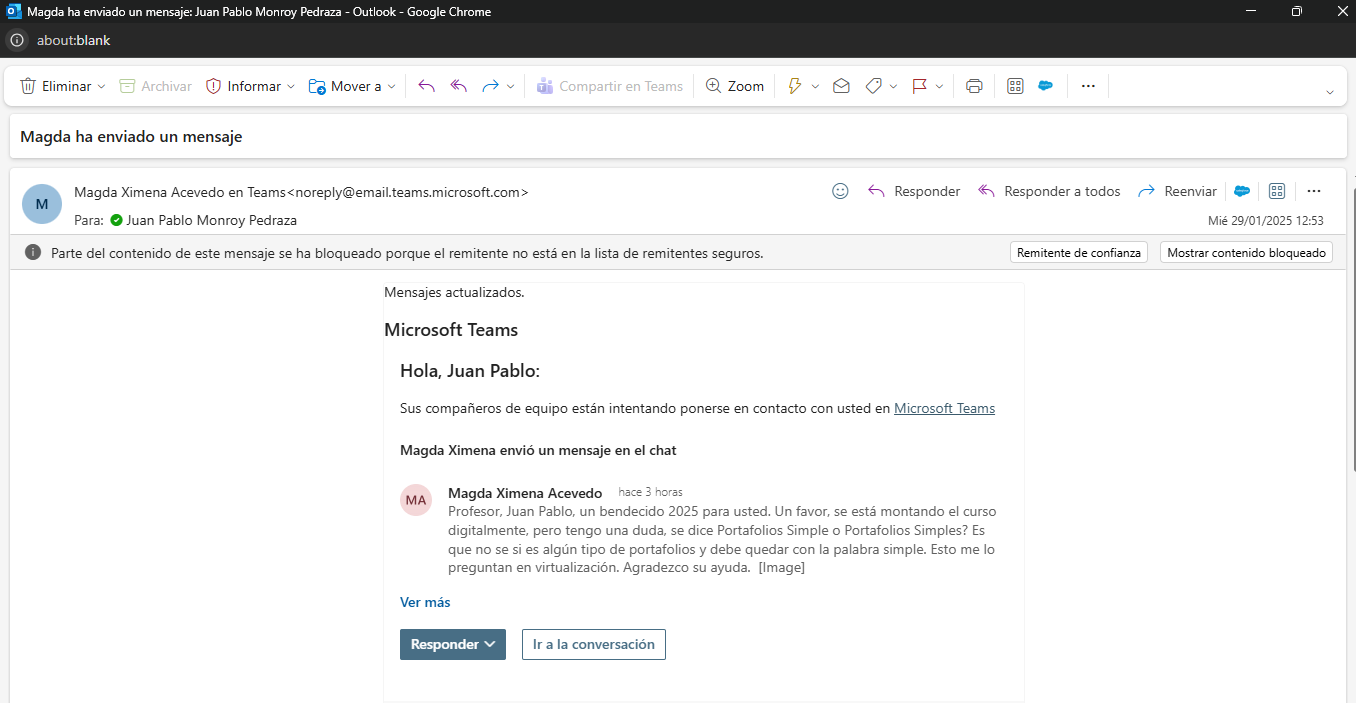 Magda ha enviado un mensaje: Juan Pablo Monroy Pedraza - Outlook - Google Chrome
about:blank
Eliminar Archivar Informar Mover a Compartir en Teams Zoom
Magda ha enviado un mensaje
M
Magda Ximena Acevedo en Teams<noreply@email.teams.microsoft.com>
Responder Responder a todos Reenviar
Para: Juan Pablo Monroy Pedraza
Mié 29/01/2025 12:53
Parte del contenido de este mensaje se ha bloqueado porque el remitente no está en la lista de remitentes seguros.
Remitente de confianza Mostrar contenido bloqueado
Mensajes actualizados.
Microsoft Teams
Hola, Juan Pablo:
Sus compañeros de equipo están intentando ponerse en contacto con usted en Microsoft Teams
Magda Ximena envió un mensaje en el chat
MA
Magda Ximena Acevedo hace 3 horas
Profesor, Juan Pablo, un bendecido 2025 para usted. Un favor, se está montando el curso
digitalmente, pero tengo una duda, se dice Portafolios Simple o Portafolios Simples? Es
que no se si es algún tipo de portafolios y debe quedar con la palabra simple. Esto me lo
preguntan en virtualización. Agradezco su ayuda. [Image]
Ver más
Responder Ir a la conversación